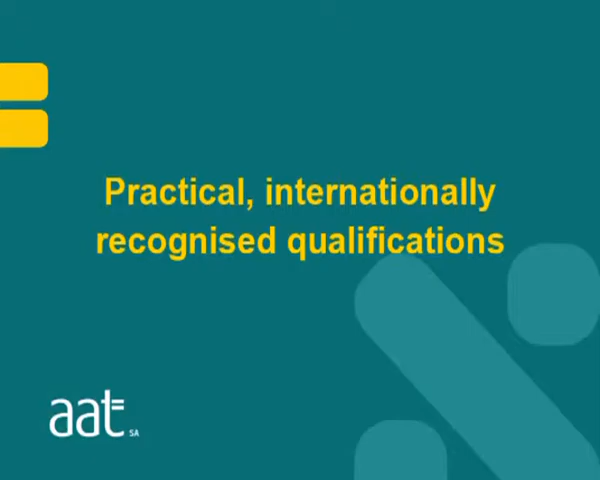 Practical, internationally
recognised qualifications
aat SA